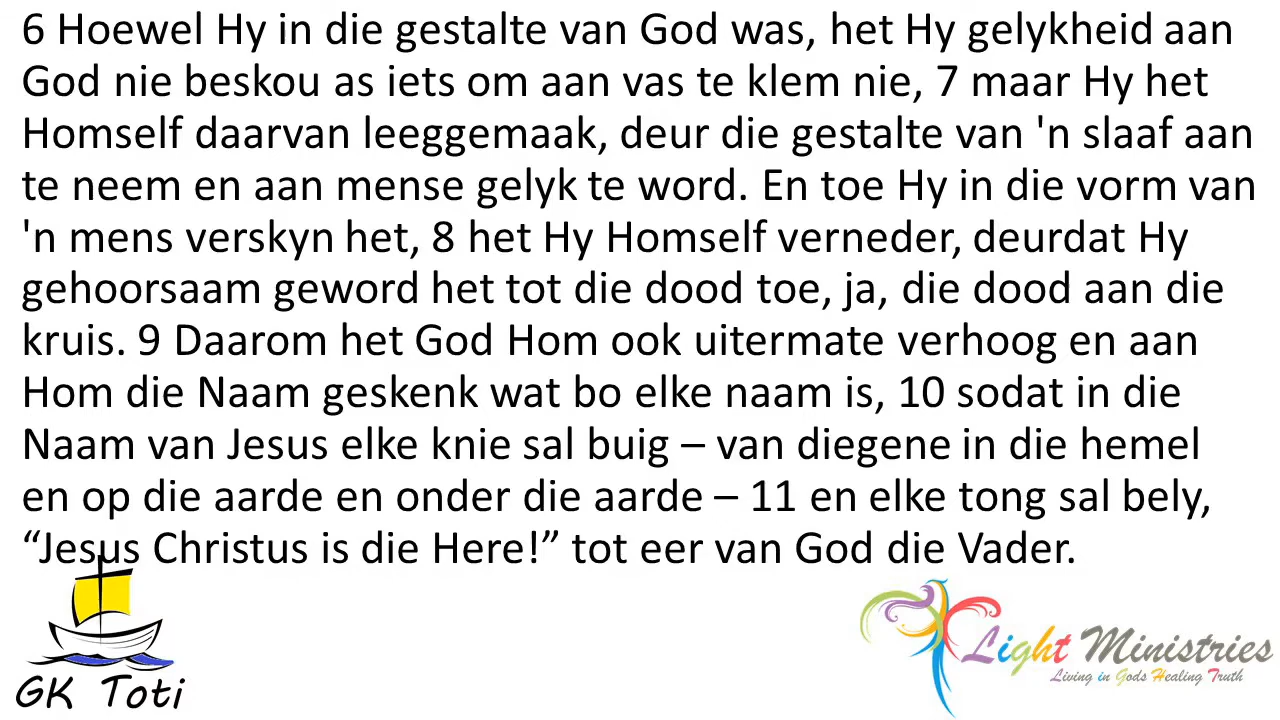 6 Hoewel Hy in die gestalte van God was, het Hy gelykheid aan
God nie beskou as iets om aan vas te klem nie, 7 maar Hy het
Homself daarvan leeggemaak, deur die gestalte van 'n slaaf aan
te neem en aan mense gelyk te word. En toe Hy in die vorm van
'n mens verskyn het, 8 het Hy Homself verneder, deurdat Hy
gehoorsaam geword het tot die dood toe, ja, die dood aan die
kruis. 9 Daarom het God Hom ook uitermate verhoog en aan
Hom die Naam geskenk wat bo elke naam is, 10 sodat in die
Naam van Jesus elke knie sal buig – van diegene in die hemel
en op die aarde en onder die aarde – 11 en elke tong sal bely,
“Jesus Christus is die Here!” tot eer van God die Vader.
GK Toti
Light Ministries
Living in Gods Healing Truth